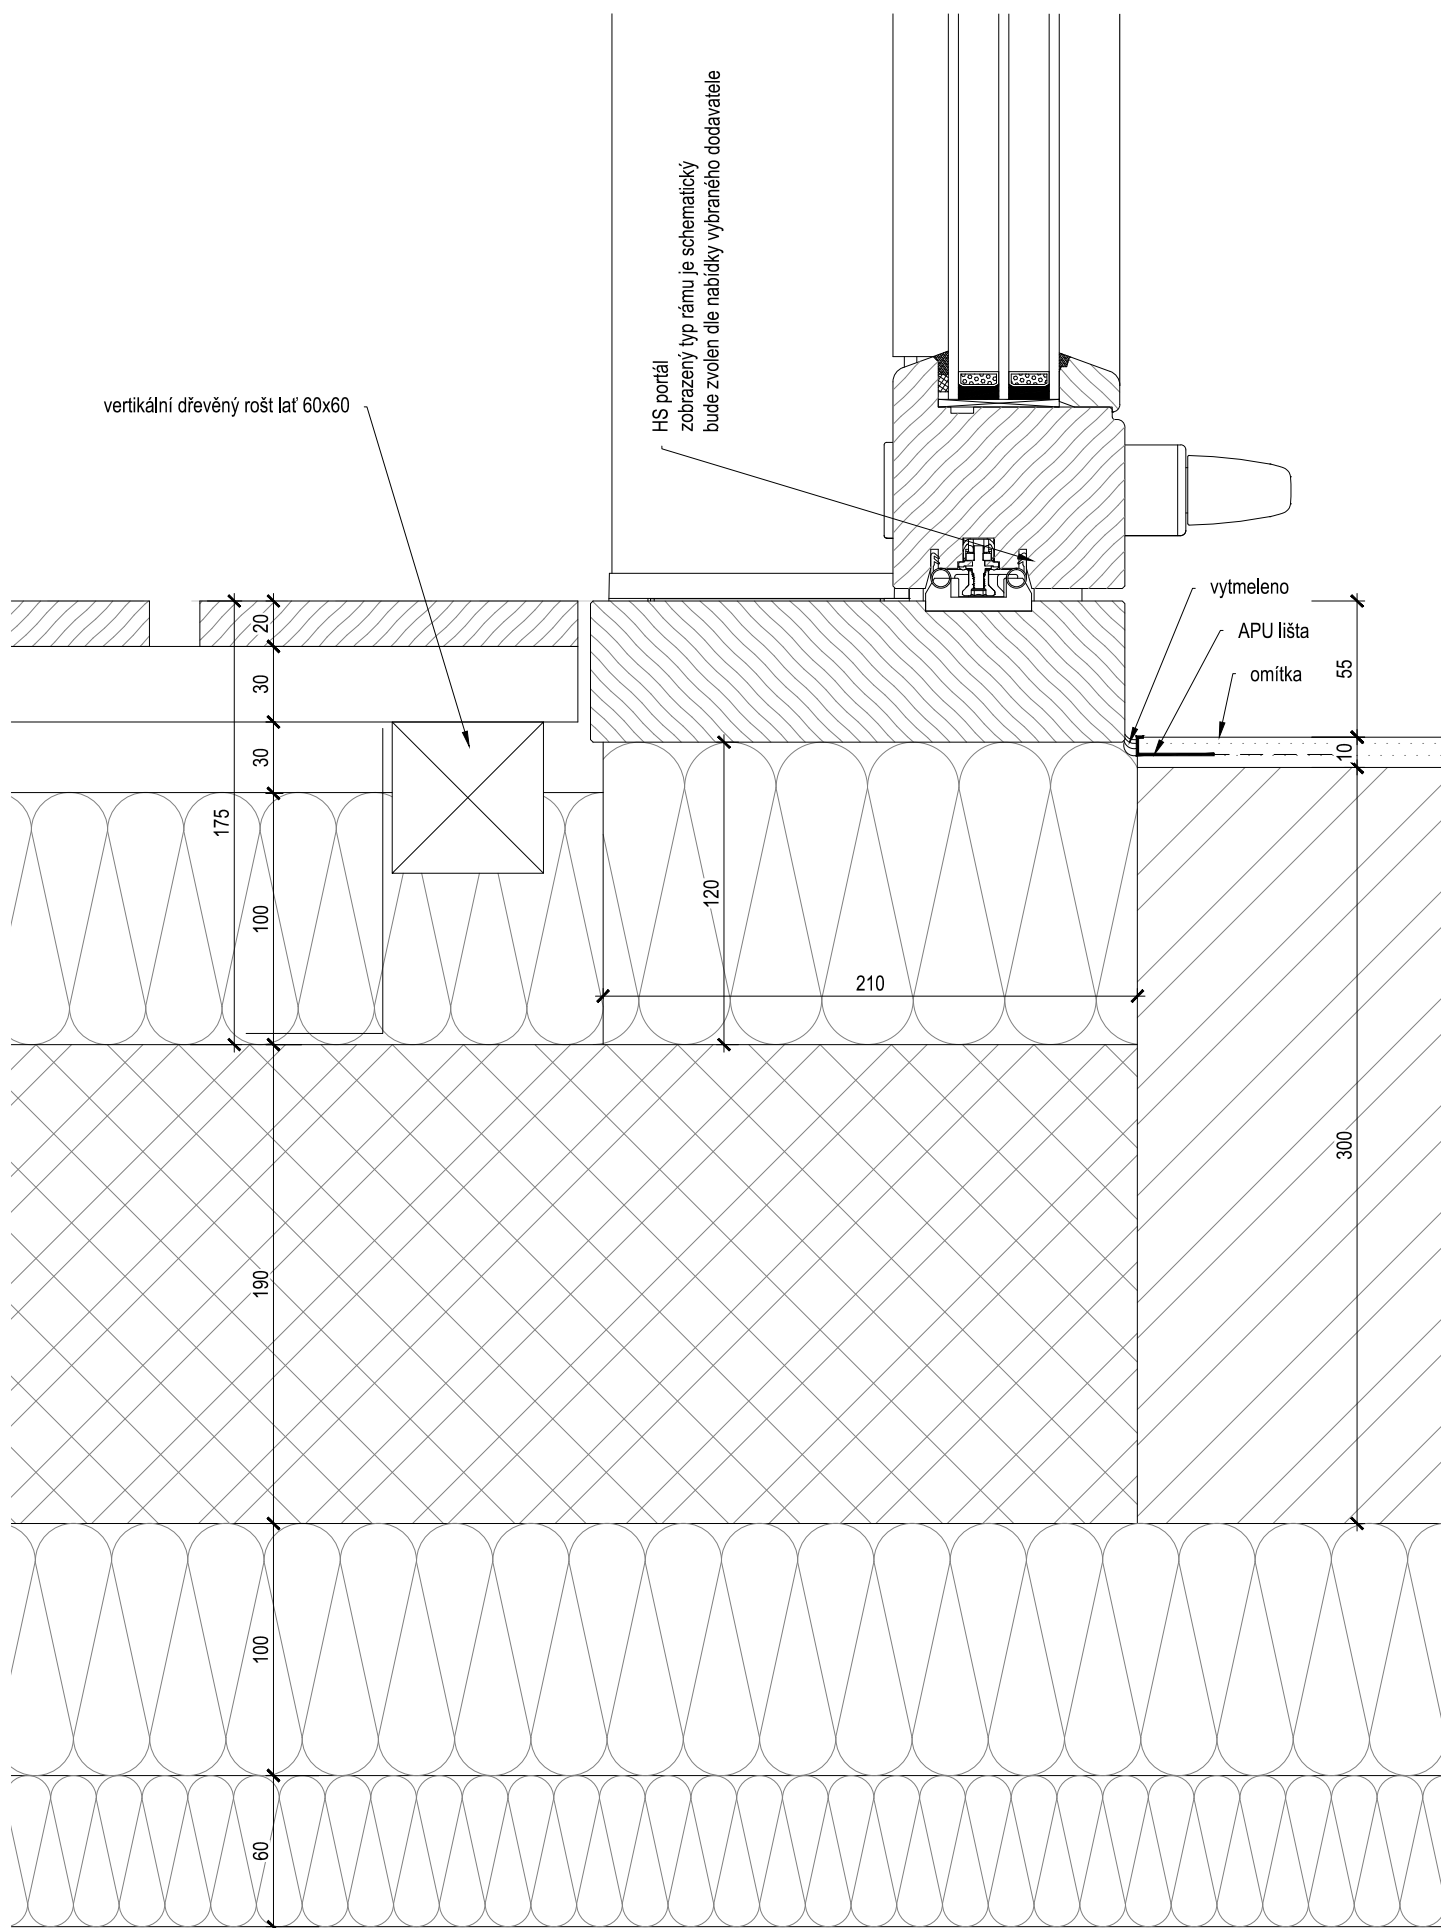 HS portál
zobrazený typ rámu je schematický
bude zvolen dle nabídky vybraného dodavatele
vertikální dřevěný rošt lať 60x60
vytmeleno
APU lišta
omítka
20
30
30
175
100
190
100
60
120
210
55
10
300